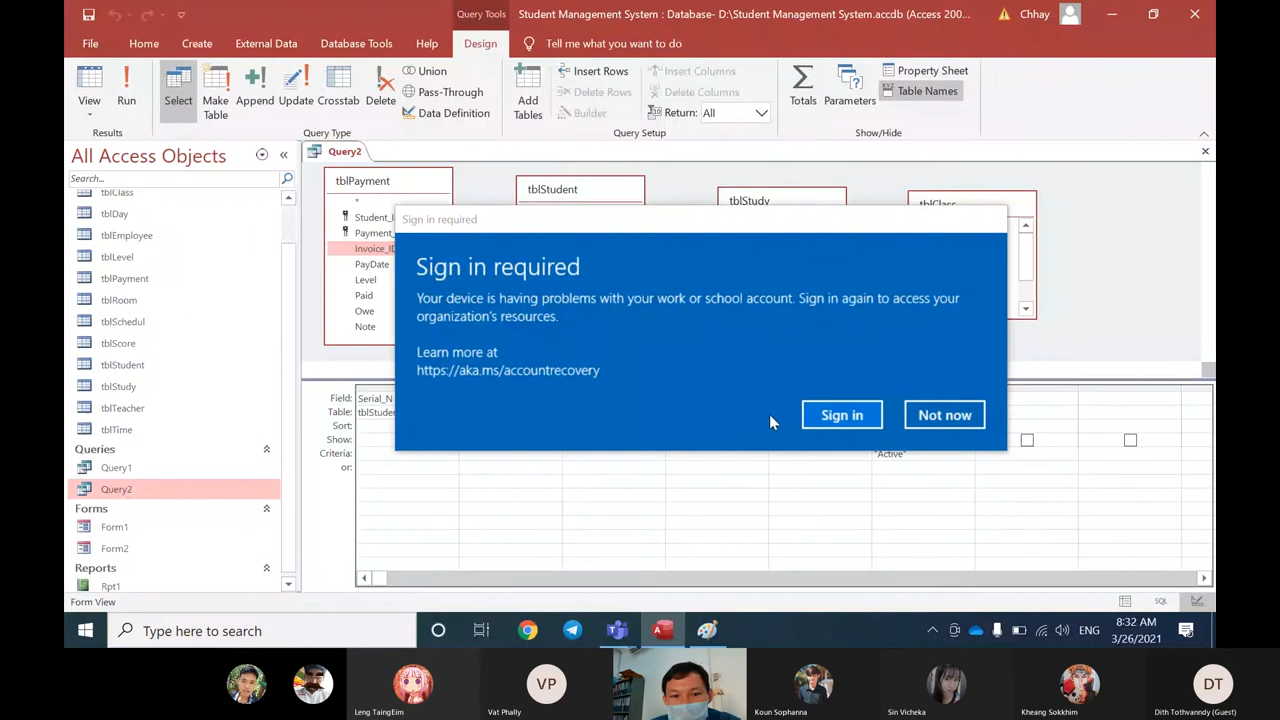 Query Tools
Student Management System : Database- D:\Student Management System.accdb (Access 200...
Chhay
File
Home
Create
External Data
Database Tools
Help
Design
Tell me what you want to do
View
Run
Select
Make Table
Append
Update
Crosstab
Delete
Union
Pass-Through
Data Definition
Add Tables
Insert Rows
Delete Rows
Builder
Insert Columns
Delete Columns
Return: All
Totals
Parameters
Property Sheet
Table Names
Results
Query Type
Query Setup
Show/Hide
All Access Objects
Search...
tblClass
tblDay
tblEmployee
tblLevel
tblPayment
tblRoom
tblSchedul
tblScore
tblStudent
tblStudy
tblTeacher
tblTime
Queries
Query1
Query2
Forms
Form1
Form2
Reports
Rpt1
Query2
tblPayment
*
Student_I
Payment_
Invoice_ID
PayDate
Level
Paid
Owe
Note
tblStudent
tblStudy
tblClass
Sign in required
Sign in required
Your device is having problems with your work or school account. Sign in again to access your
organization's resources.
Learn more at
https://aka.ms/accountrecovery
Sign in
Not now
Field: Serial_N
Table: tblStuden
Sort:
Show:
Criteria: "Active"
or:
Form View
SQL
Type here to search
ENG
8:32 AM
3/26/2021
VP
DT
Leng TaingEim
Vat Phally
Koun Sophanna
Sin Vicheka
Kheang Sokkhim
Dith Tothvanndy (Guest)